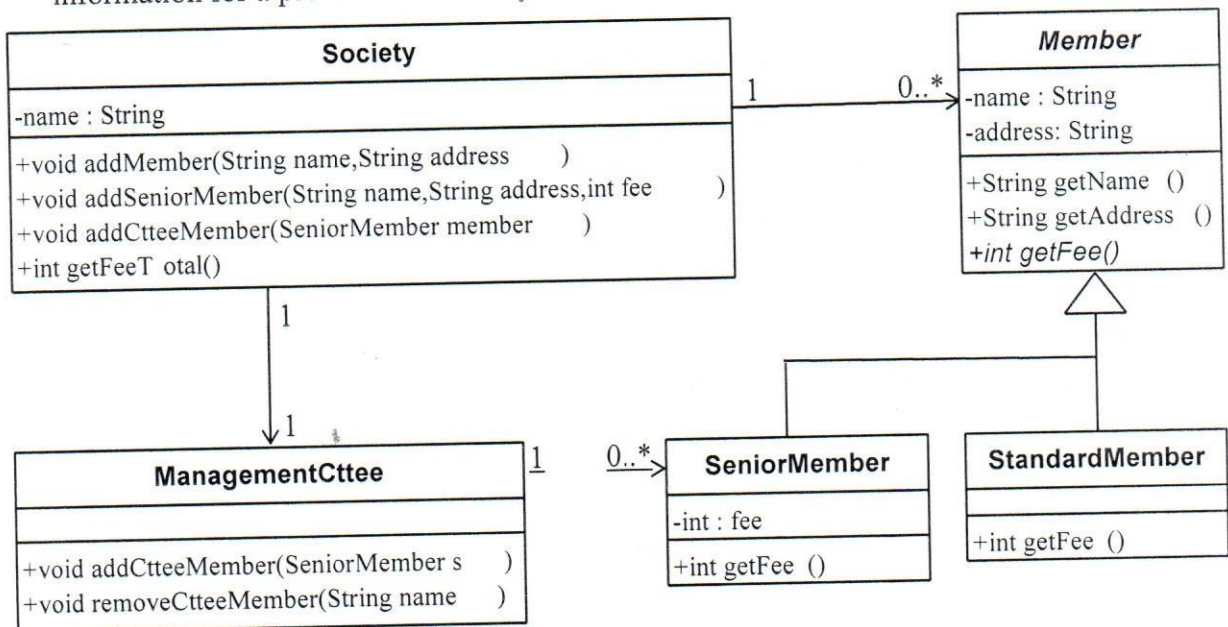 information for a
Society
-name : String
+void addMember(String name,String address )
+void addSeniorMember(String name,String address,int fee )
+void addCtteeMember(SeniorMember member )
+int getFeeT otal()
1
0..*
Member
-name : String
-address: String
+String getName ()
+String getAddress ()
+int getFee()
1
1
ManagementCttee
+void addCtteeMember(SeniorMember s )
+void removeCtteeMember(String name )
1
0..*
SeniorMember
-int : fee
+int getFee ()
StandardMember
+int getFee ()